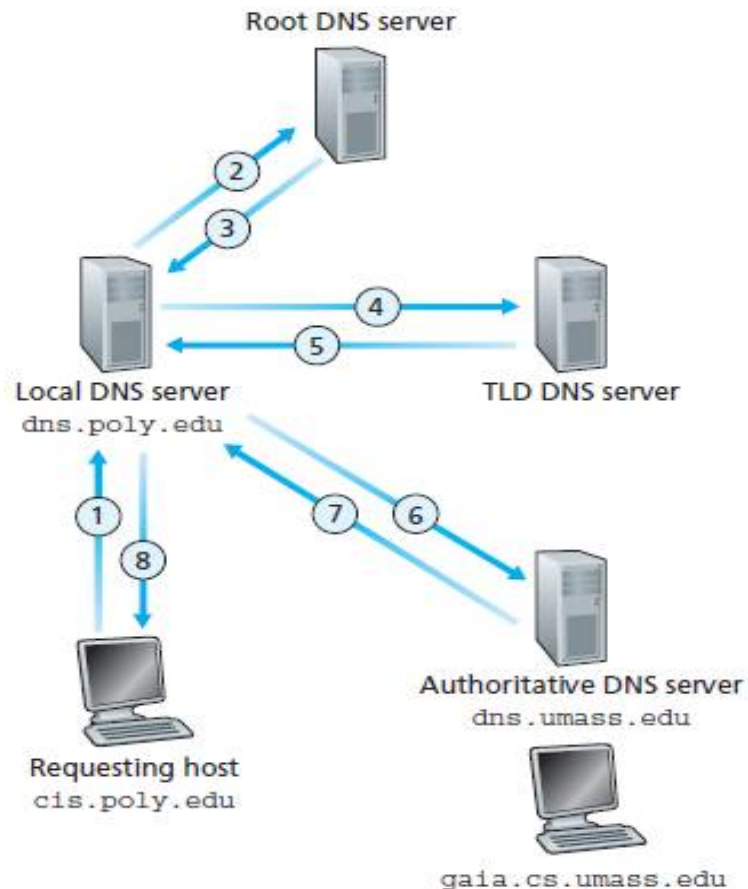 Root DNS server
2
3
4
5
Local DNS server
dns.poly.edu
TLD DNS server
1
8
7
6
Authoritative DNS server
dns.umass.edu
Requesting host
cis.poly.edu
gaia.cs.umass.edu